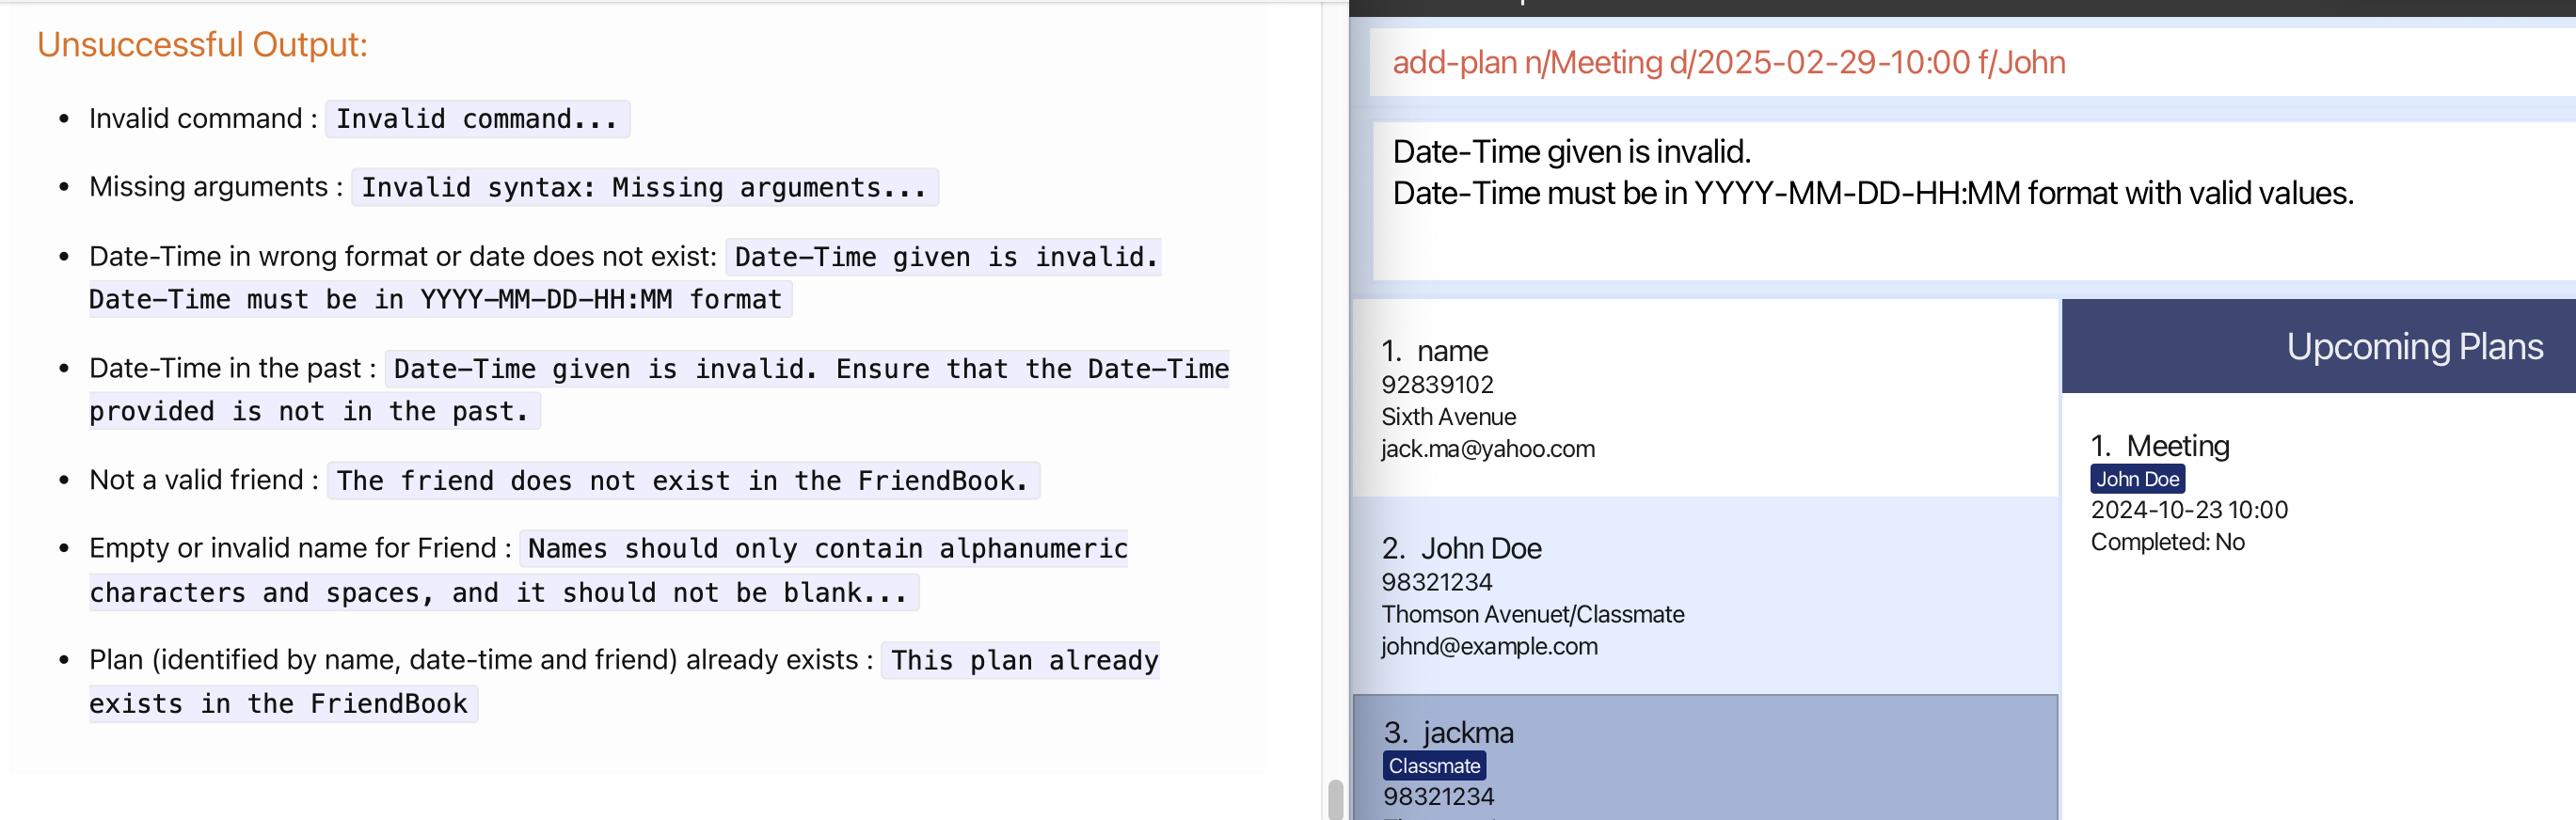 Unsuccessful Output:
Invalid command : Invalid command...
Missing arguments : Invalid syntax: Missing arguments...
Date-Time in wrong format or date does not exist: Date-Time given is invalid.
Date-Time must be in YYYY-MM-DD-HH:MM format
Date-Time in the past : Date-Time given is invalid. Ensure that the Date-Time
provided is not in the past.
Not a valid friend : The friend does not exist in the FriendBook.
Empty or invalid name for Friend : Names should only contain alphanumeric
characters and spaces, and it should not be blank...
Plan (identified by name, date-time and friend) already exists : This plan already
exists in the FriendBook
add-plan n/Meeting d/2025-02-29-10:00 f/John
Date-Time given is invalid.
Date-Time must be in YYYY-MM-DD-HH:MM format with valid values.
1. name
92839102
Sixth Avenue
jack.ma@yahoo.com
2. John Doe
98321234
Thomson Avenuet/Classmate
johnd@example.com
3. jackma
Classmate
98321234
Upcoming Plans
1. Meeting
John Doe
2024-10-23 10:00
Completed: No